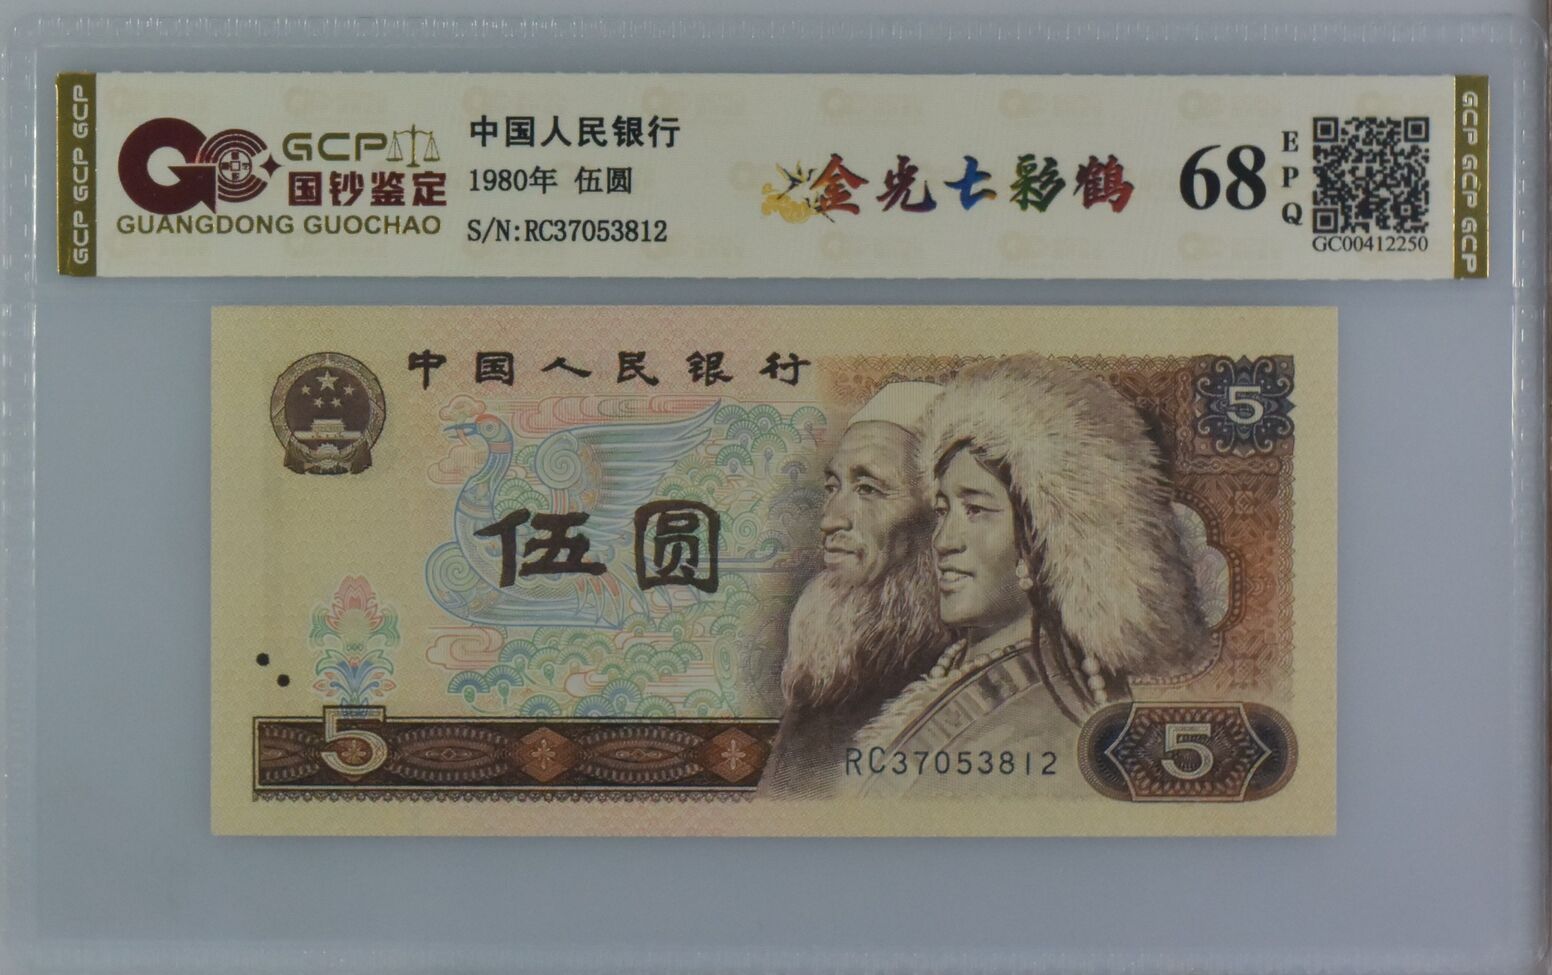 GCP GCP GCP
GCP
国钞鉴定
GUANGDONG GUOCHAO
中国人民银行
1980年 伍圆
S/N:RC37053812
金光七彩鹤
68
EPQ
GC00412250
GCP GCP GCP
中国人民银行
5
伍圆
5
RC37053812
5